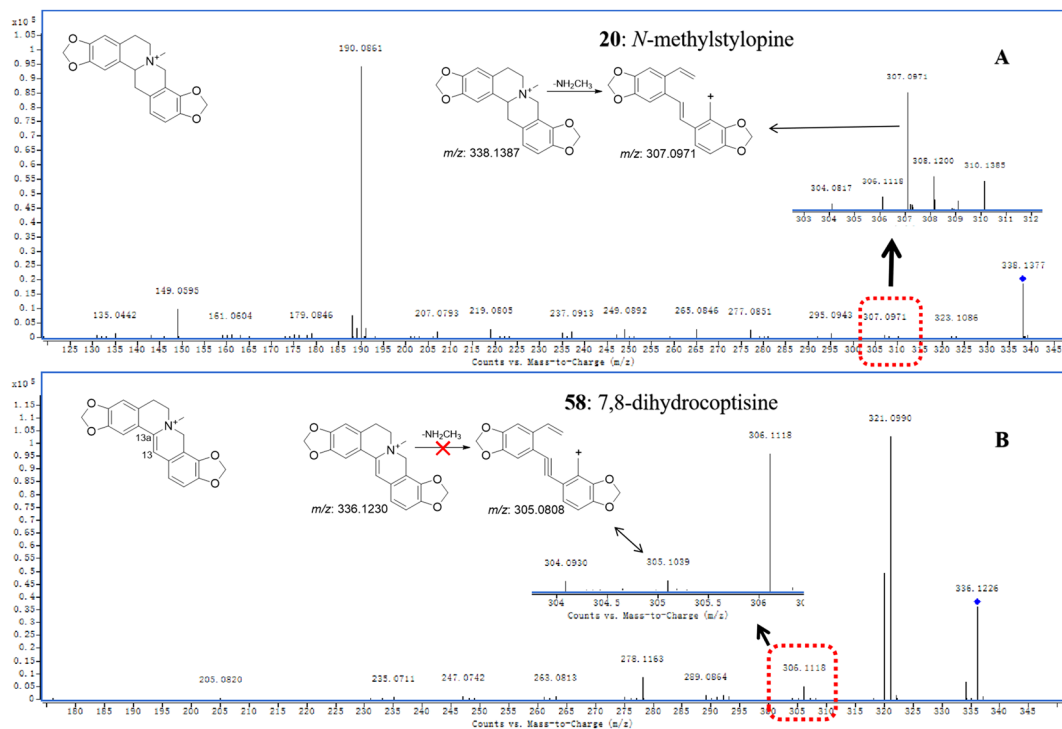 x10^5
20: N-methylstylopine
A
1.05
1
0.95
0.9
0.85
0.8
0.75
0.7
0.65
0.6
0.55
0.5
0.45
0.4
0.35
0.3
0.25
0.2
0.15
0.1
0.05
0
190.0861
O
O
N+
O
O
O
O
N+
O
O
-NH2CH3
O
O
+
O
O
m/z: 338.1387
m/z: 307.0971
307.0971
304.0817
306.1118
308.1200
310.1385
303 304 305 306 307 308 309 310 311 312
Counts vs. Mass-to-Charge (m/z)
338.1377
135.0442
149.0595
161.0604
179.0846
207.0793
219.0805
237.0913
249.0892
265.0846
277.0851
295.0943
307.0971
323.1086
125 130 135 140 145 150 155 160 165 170 175 180 185 190 195 200 205 210 215 220 225 230 235 240 245 250 255 260 265 270 275 280 285 290 295 300 305 310 315 320 325 330 335 340 345
Counts vs. Mass-to-Charge (m/z)
x10^5
58: 7,8-dihydrocoptisine
B
1.15
1.1
1.05
1
0.95
0.9
0.85
0.8
0.75
0.7
0.65
0.6
0.55
0.5
0.45
0.4
0.35
0.3
0.25
0.2
0.15
0.1
0.05
0
O
O
N+
13a
13
O
O
O
O
N+
O
O
-NH2CH3
O
O
+
O
O
m/z: 336.1230
m/z: 305.0808
306.1118
304.0930
305.1039
304 304.5 305 305.5 306 30
Counts vs. Mass-to-Charge (m/z)
321.0990
336.1226
205.0820
235.0711
247.0742
263.0813
278.1163
289.0864
306.1118
180 185 190 195 200 205 210 215 220 225 230 235 240 245 250 255 260 265 270 275 280 285 290 295 300 305 310 315 320 325 330 335 340 345
Counts vs. Mass-to-Charge (m/z)